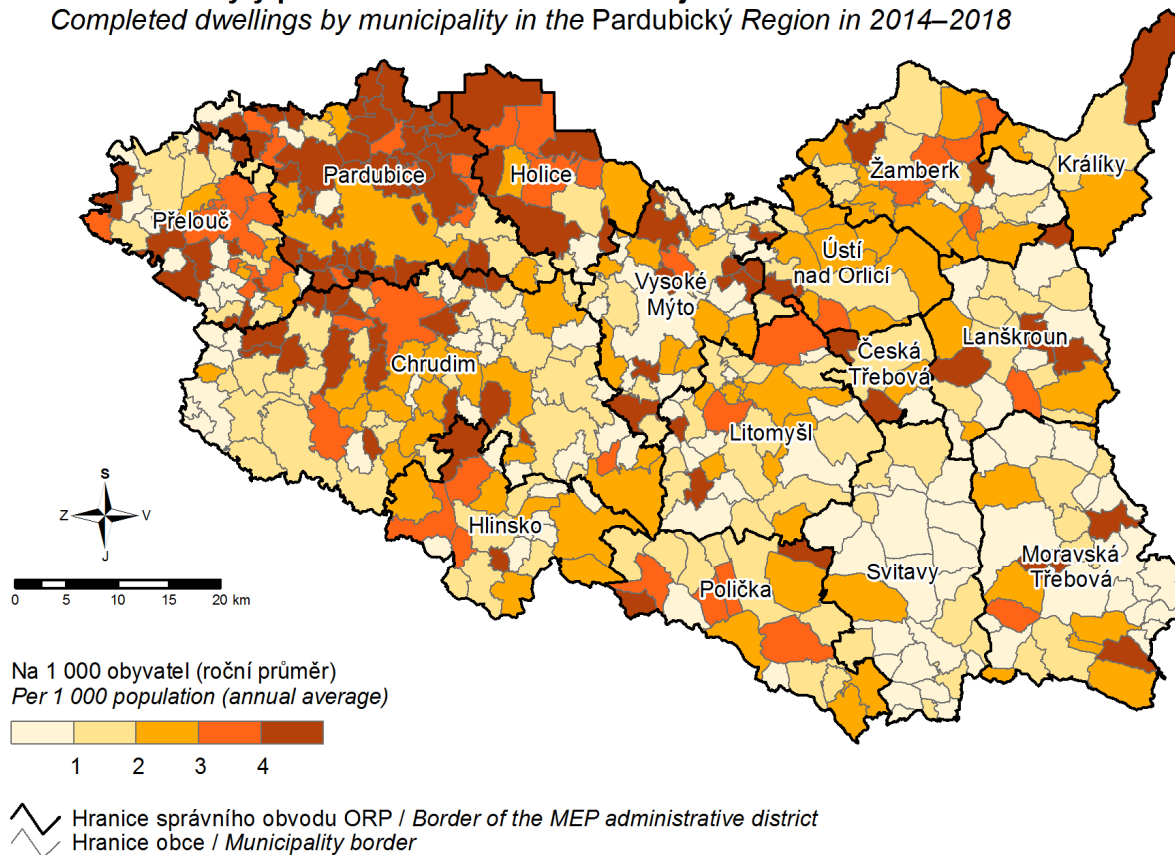 Completed dwellings by municipality in the Pardubický Region in 2014–2018
Králíky
Žamberk
Holice
Pardubice
Přelouč
Ústí
nad Orlicí
Vysoké
Mýto
Lanškroun
Česká
Třebová
Chrudim
Litomyšl
S
Z
V
J
Hlinsko
Moravská
Třebová
Svitavy
Polička
0 5 10 15 20 km
Na 1 000 obyvatel (roční průměr)
Per 1 000 population (annual average)
1 2 3 4
Hranice správního obvodu ORP / Border of the MEP administrative district
Hranice obce / Municipality border